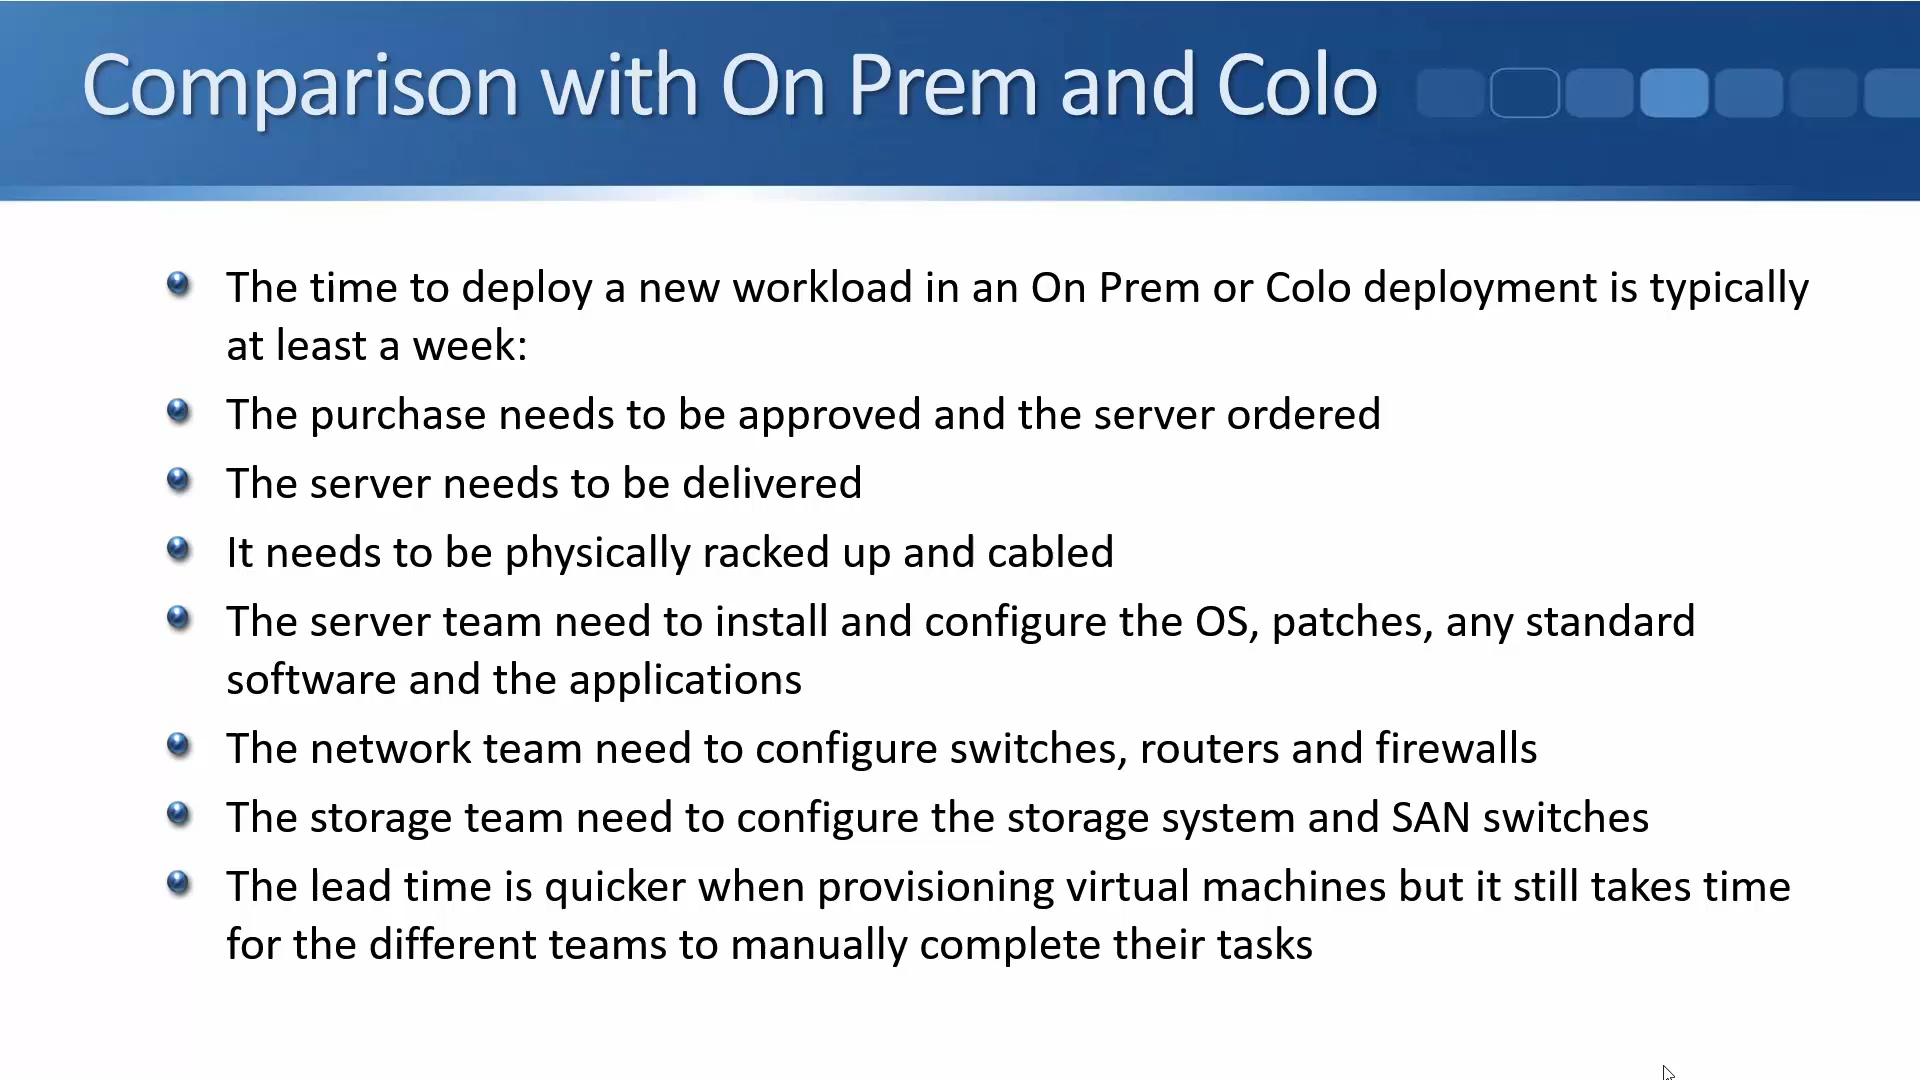 Comparison with On Prem and Colo
The time to deploy a new workload in an On Prem or Colo deployment is typically
at least a week:
The purchase needs to be approved and the server ordered
The server needs to be delivered
It needs to be physically racked up and cabled
The server team need to install and configure the OS, patches, any standard
software and the applications
The network team need to configure switches, routers and firewalls
The storage team need to configure the storage system and SAN switches
The lead time is quicker when provisioning virtual machines but it still takes time
for the different teams to manually complete their tasks